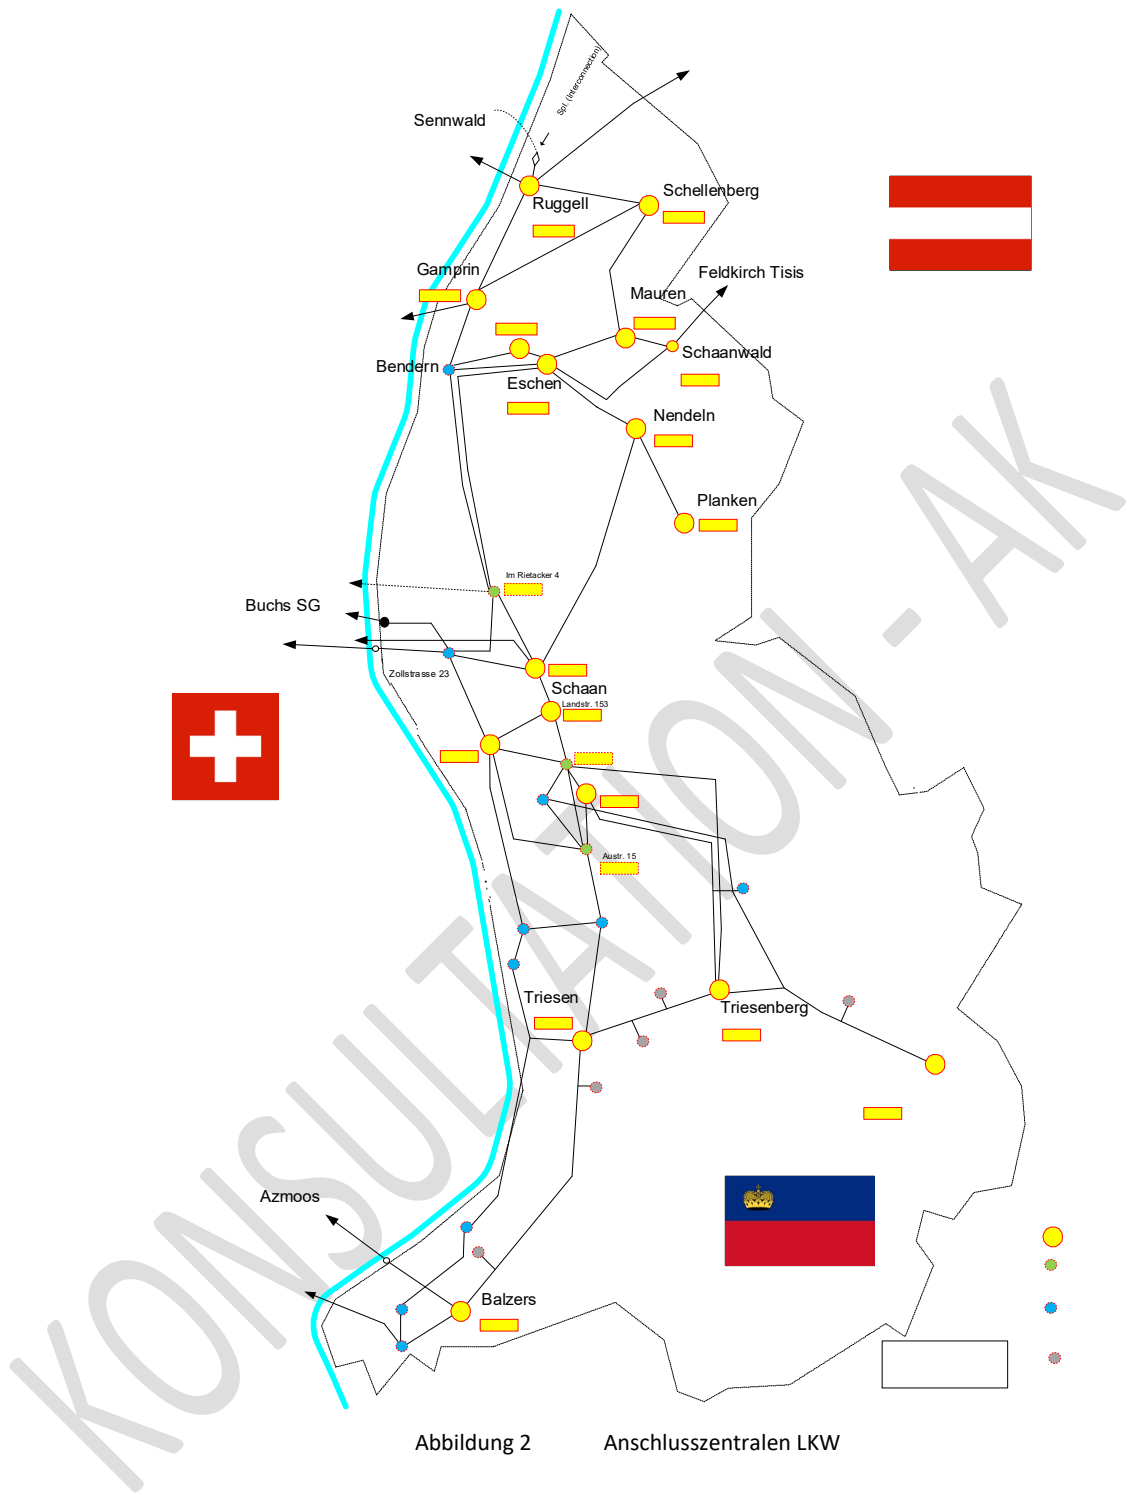 Spl. (Interconnection)
Sennwald
Schellenberg
Ruggell
Gamprin
Feldkirch Tisis
Mauren
Schaanwald
Bendern
Eschen
Nendeln
Planken
Im Rietacker 4
Buchs SG
Zollstrasse 23
Schaan
Landstr. 153
Austr. 15
Triesen
Triesenberg
Azmoos
Balzers
KONSULTATION - AK
Abbildung 2 Anschlusszentralen LKW